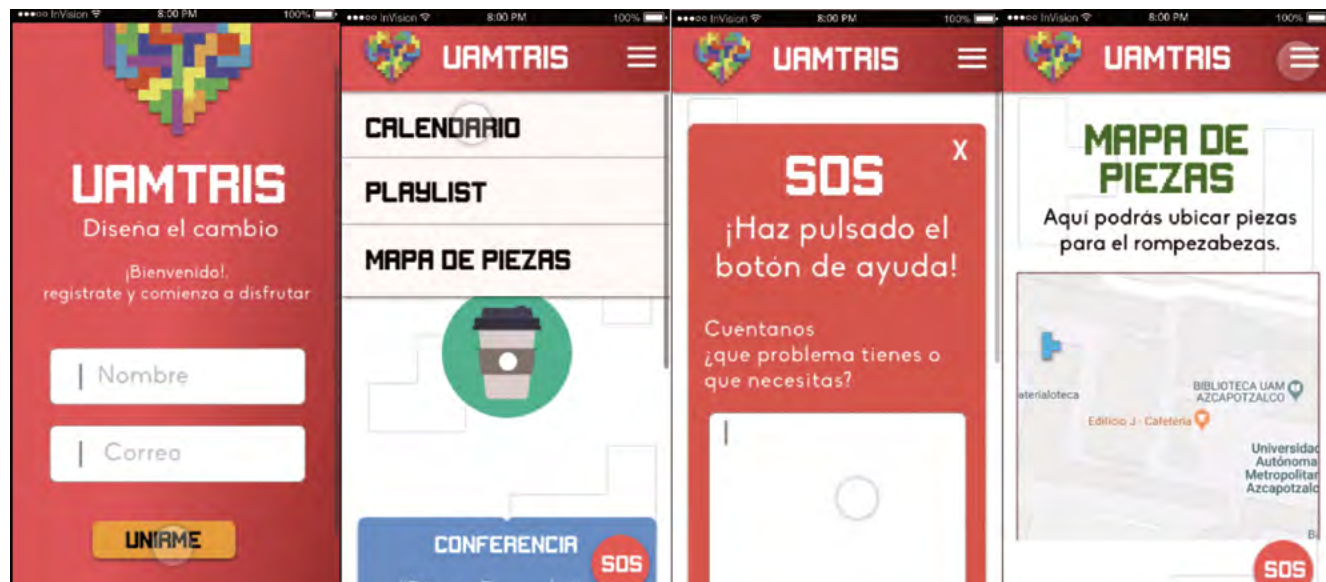 ●●●○○ InVision 8:00 PM 100%
UAMTRIS
Diseña el cambio
¡Bienvenido!,
registrate y comienza a disfrutar
Nombre
Correo
UNIRME
●●●○○ InVision 8:00 PM 100%
UAMTRIS
CALENDARIO
PLAYLIST
MAPA DE PIEZAS
CONFERENCIA
SOS
●●●○○ InVision 8:00 PM 100%
UAMTRIS
X
SOS
¡Haz pulsado el
botón de ayuda!
Cuentanos
¿que problema tienes o
que necesitas?
●●●○○ InVision 8:00 PM 100%
UAMTRIS
MAPA DE
PIEZAS
Aquí podrás ubicar piezas
para el rompezabezas.
aterialoteca
BIBLIOTECA UAM
AZCAPOTZALCO
Edificio J - Cafetería
Universidad
Autónoma
Metropolitan
Azcapotzalc
SOS